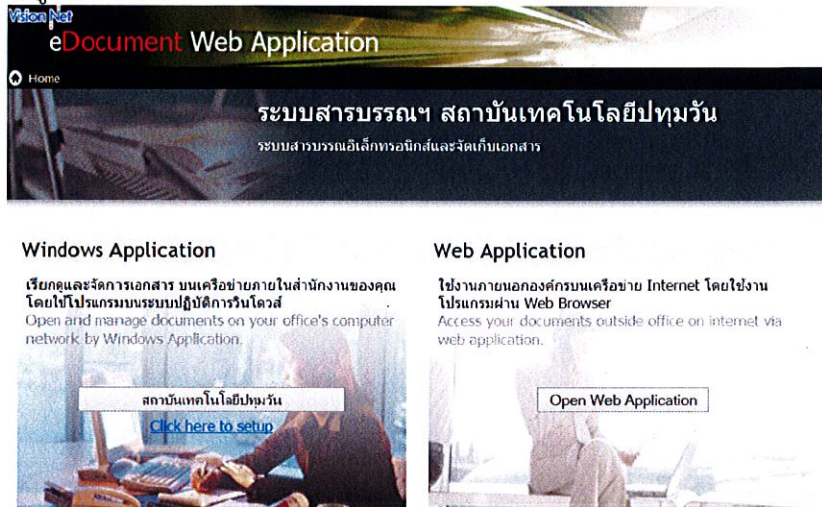 Vision Net
eDocument Web Application
Home
ระบบสารบรรณฯ สถาบันเทคโนโลยีปทุมวัน
ระบบสารบรรณอิเล็กทรอนิกส์และจัดเก็บเอกสาร
Windows Application
เรียกดูและจัดการเอกสาร บนเครือข่ายภายในสำนักงานของคุณ
โดยใช้โปรแกรมบนระบบปฏิบัติการวินโดวส์
Open and manage documents on your office's computer
network by Windows Application.
สถาบันเทคโนโลยีปทุมวัน
Click here to setup
Web Application
ใช้งานภายนอกองค์กรบนเครือข่าย Internet โดยใช้งาน
โปรแกรมผ่าน Web Browser
Access your documents outside office on internet via
web application.
Open Web Application